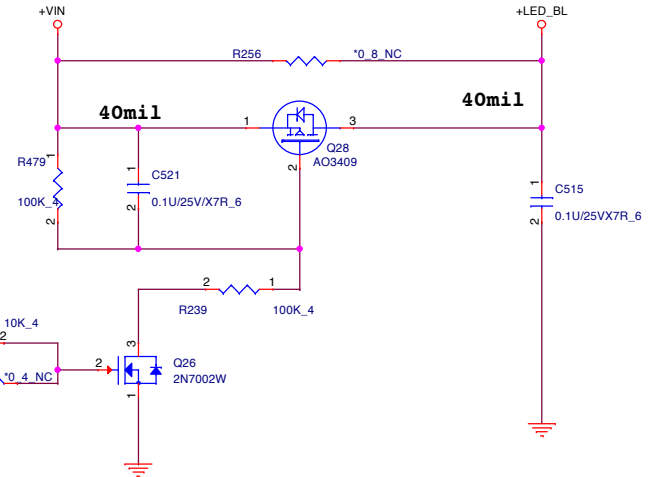 +VIN
+LED_BL
R256
*0_8_NC
40mil
40mil
1
3
Q28
AO3409
2
R479
1
100K_4
2
1
C521
0.1U/25V/X7R_6
2
1
C515
0.1U/25VX7R_6
2
2
1
R239
100K_4
10K_4
2
*0_4_NC
2
3
Q26
2N7002W
1